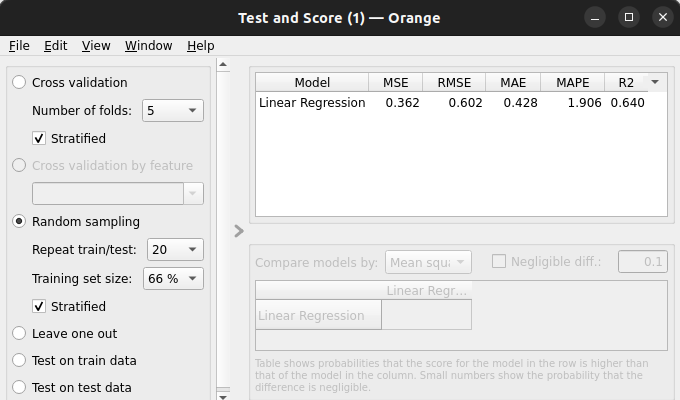 Test and Score (1) — Orange
File Edit View Window Help
Cross validation
Number of folds: 5
Stratified
Cross validation by feature
Random sampling
Repeat train/test: 20
Training set size: 66 %
Stratified
Leave one out
Test on train data
Test on test data
Model MSE RMSE MAE MAPE R2
Linear Regression 0.362 0.602 0.428 1.906 0.640
Compare models by: Mean squa Negligible diff.: 0.1
Linear Regr...
Linear Regression
Table shows probabilities that the score for the model in the row is higher than
that of the model in the column. Small numbers show the probability that the
difference is negligible.